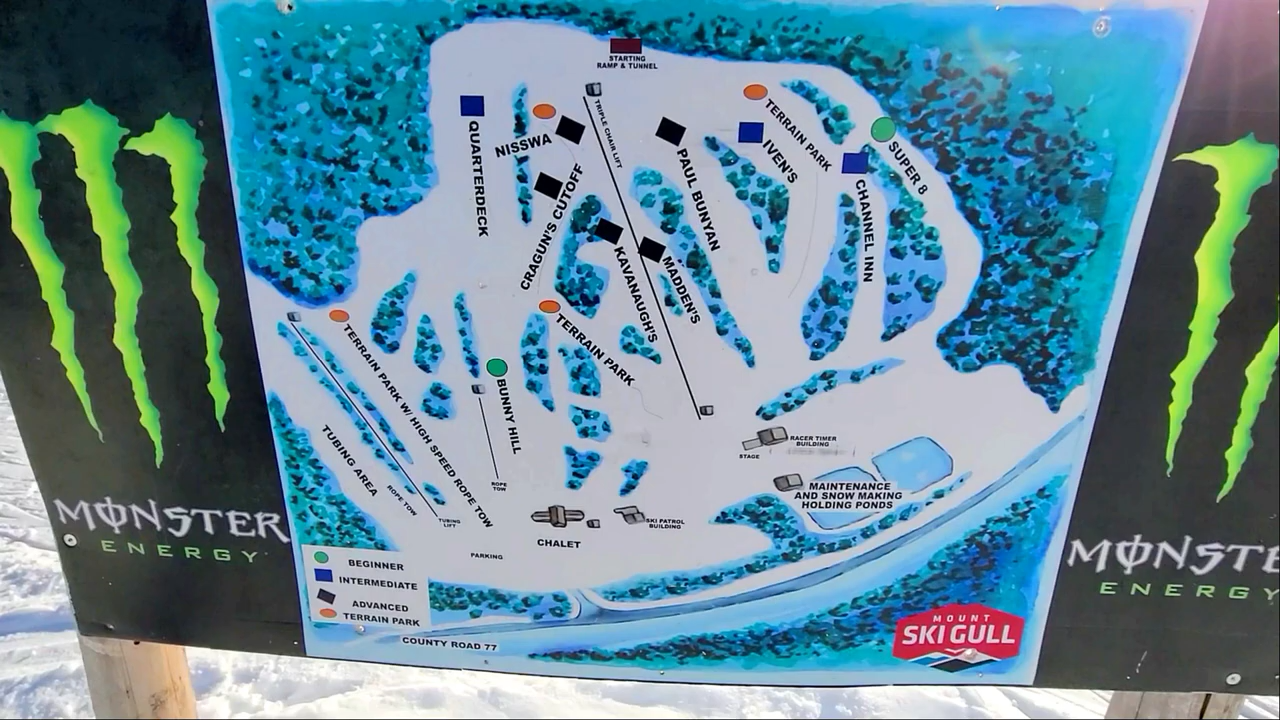 STARTING
RAMP & TUNNEL
TRIPLE CHAIR LIFT
QUARTERDECK
NISSWA
CRAGUN'S CUTOFF
PAUL BUNYAN
TERRAIN PARK
IVEN'S
SUPER 8
CHANNEL INN
KAVANAUGH'S
MADDEN'S
TERRAIN PARK
TERRAIN PARK W/ HIGH SPEED ROPE TOW
BUNNY HILL
TUBING AREA
ROPE TOW
TUBING
LIFT
ROPE
TOW
RACER TIMER
BUILDING
STAGE
MAINTENANCE
AND SNOW MAKING
HOLDING PONDS
SKI PATROL
BUILDING
CHALET
PARKING
BEGINNER
INTERMEDIATE
ADVANCED
TERRAIN PARK
COUNTY ROAD 77
MOUNT
SKI GULL
MONSTER
ENERGY
MONSTE
ENERGY